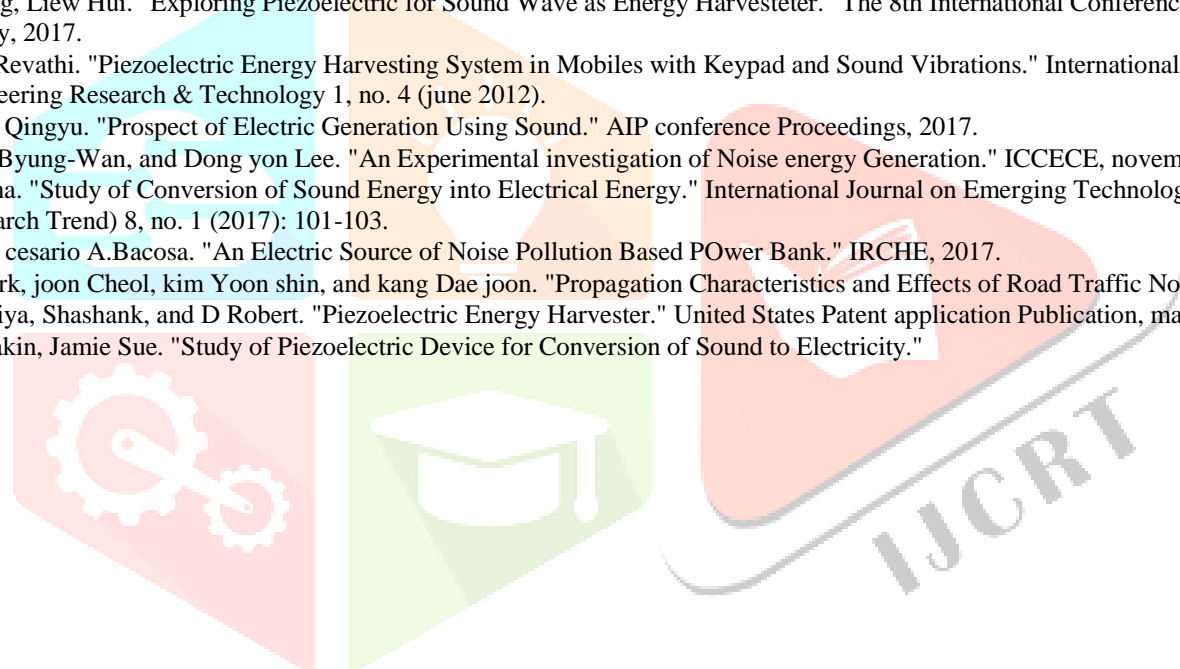 g, Liew Hui. "Exploring Piezoelectric for Sound Wave as Energy Harvesteter." The 8th International Conferenc
y, 2017.
Revathi. "Piezoelectric Energy Harvesting System in Mobiles with Keypad and Sound Vibrations." International
eering Research & Technology 1, no. 4 (june 2012).
Qingyu. "Prospect of Electric Generation Using Sound." AIP conference Proceedings, 2017.
Byung-Wan, and Dong yon Lee. "An Experimental investigation of Noise energy Generation." ICCECE, novem
na. "Study of Conversion of Sound Energy into Electrical Energy." International Journal on Emerging Technolog
arch Trend) 8, no. 1 (2017): 101-103.
cesario A.Bacosa. "An Electric Source of Noise Pollution Based POwer Bank." IRCHE, 2017.
rk, joon Cheol, kim Yoon shin, and kang Dae joon. "Propagation Characteristics and Effects of Road Traffic No
iya, Shashank, and D Robert. "Piezoelectric Energy Harvester." United States Patent application Publication, ma
akin, Jamie Sue. "Study of Piezoelectric Device for Conversion of Sound to Electricity."
IJCRT